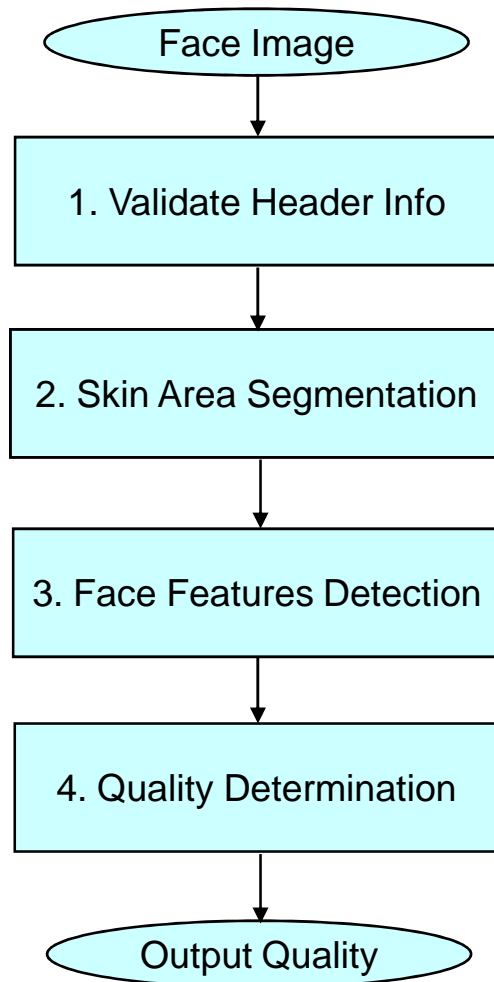 Face Image
1. Validate Header Info
2. Skin Area Segmentation
3. Face Features Detection
4. Quality Determination
Output Quality